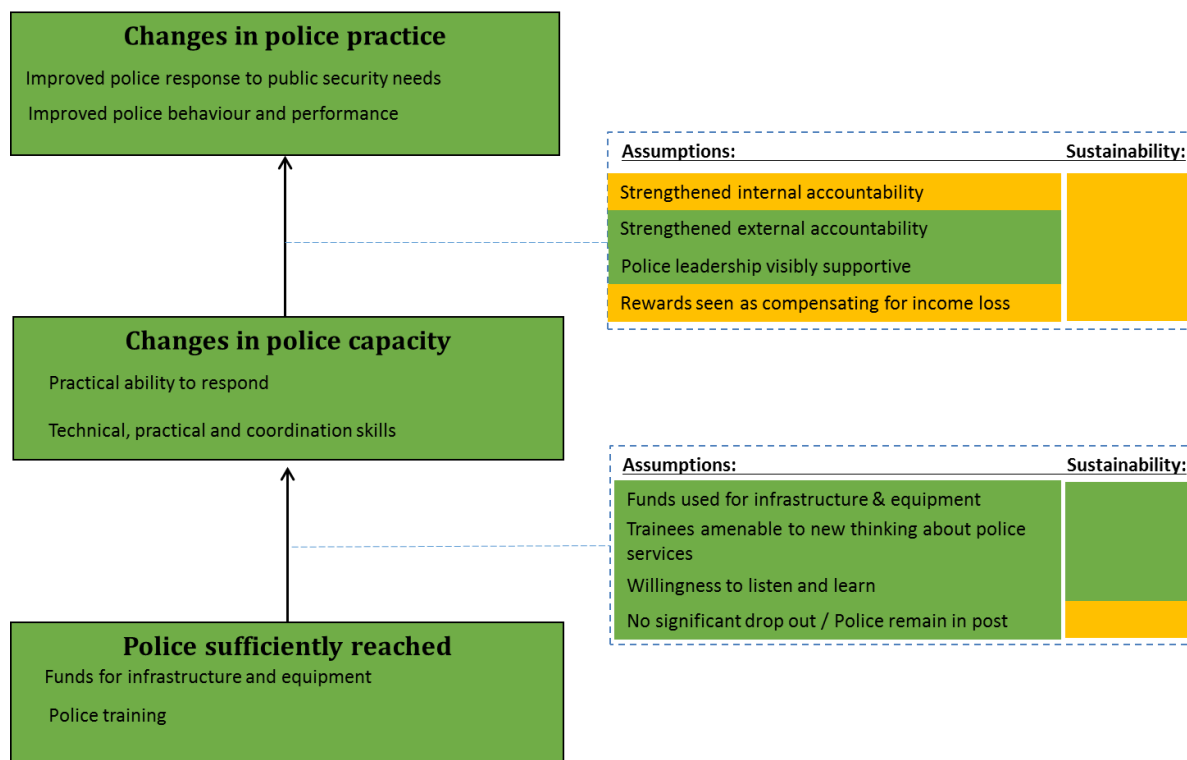 Changes in police practice
Improved police response to public security needs
Improved police behaviour and performance
Assumptions:
Sustainability:
Strengthened internal accountability
Strengthened external accountability
Police leadership visibly supportive
Rewards seen as compensating for income loss
Changes in police capacity
Practical ability to respond
Technical, practical and coordination skills
Assumptions:
Sustainability:
Funds used for infrastructure & equipment
Trainees amenable to new thinking about police
services
Willingness to listen and learn
No significant drop out / Police remain in post
Police sufficiently reached
Funds for infrastructure and equipment
Police training